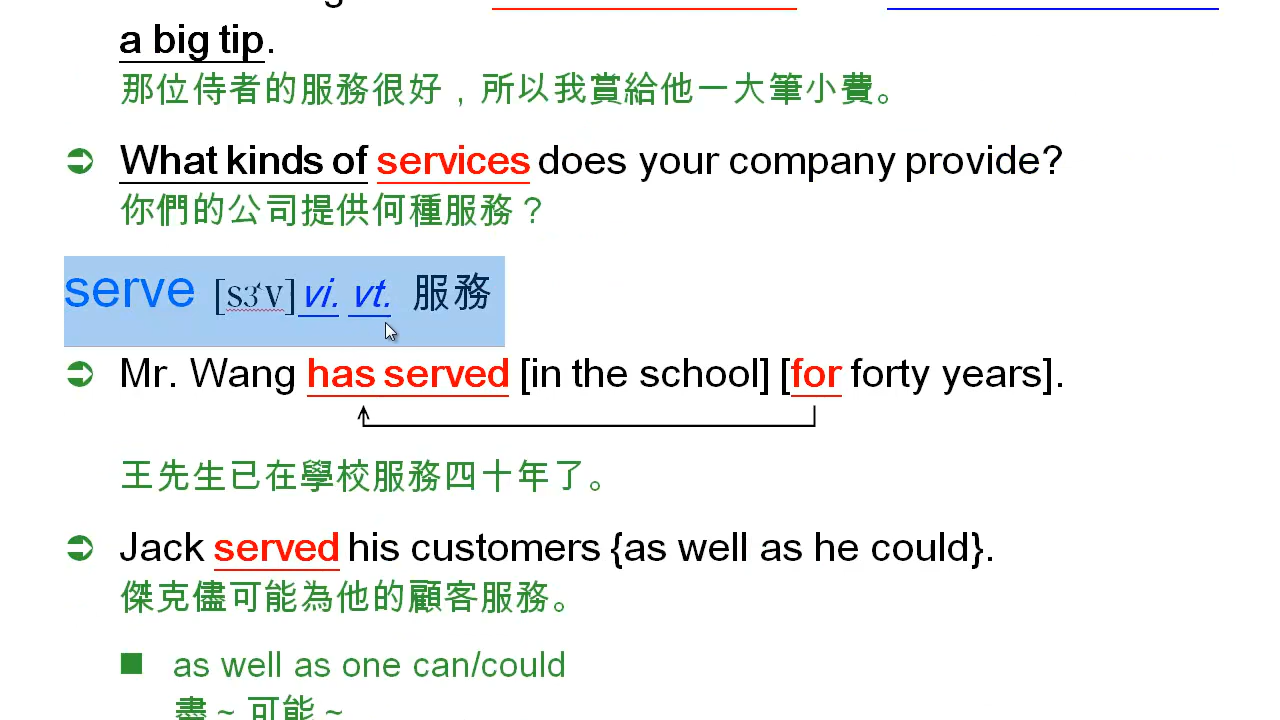 a big tip.
那位侍者的服務很好，所以我賞給他一大筆小費。
➲ What kinds of services does your company provide?
你們的公司提供何種服務？
serve [sɝv] vi. vt. 服務
➲ Mr. Wang has served [in the school] [for forty years].
王先生已在學校服務四十年了。
➲ Jack served his customers {as well as he could}.
傑克儘可能為他的顧客服務。
■ as well as one can/could
盡～可能～